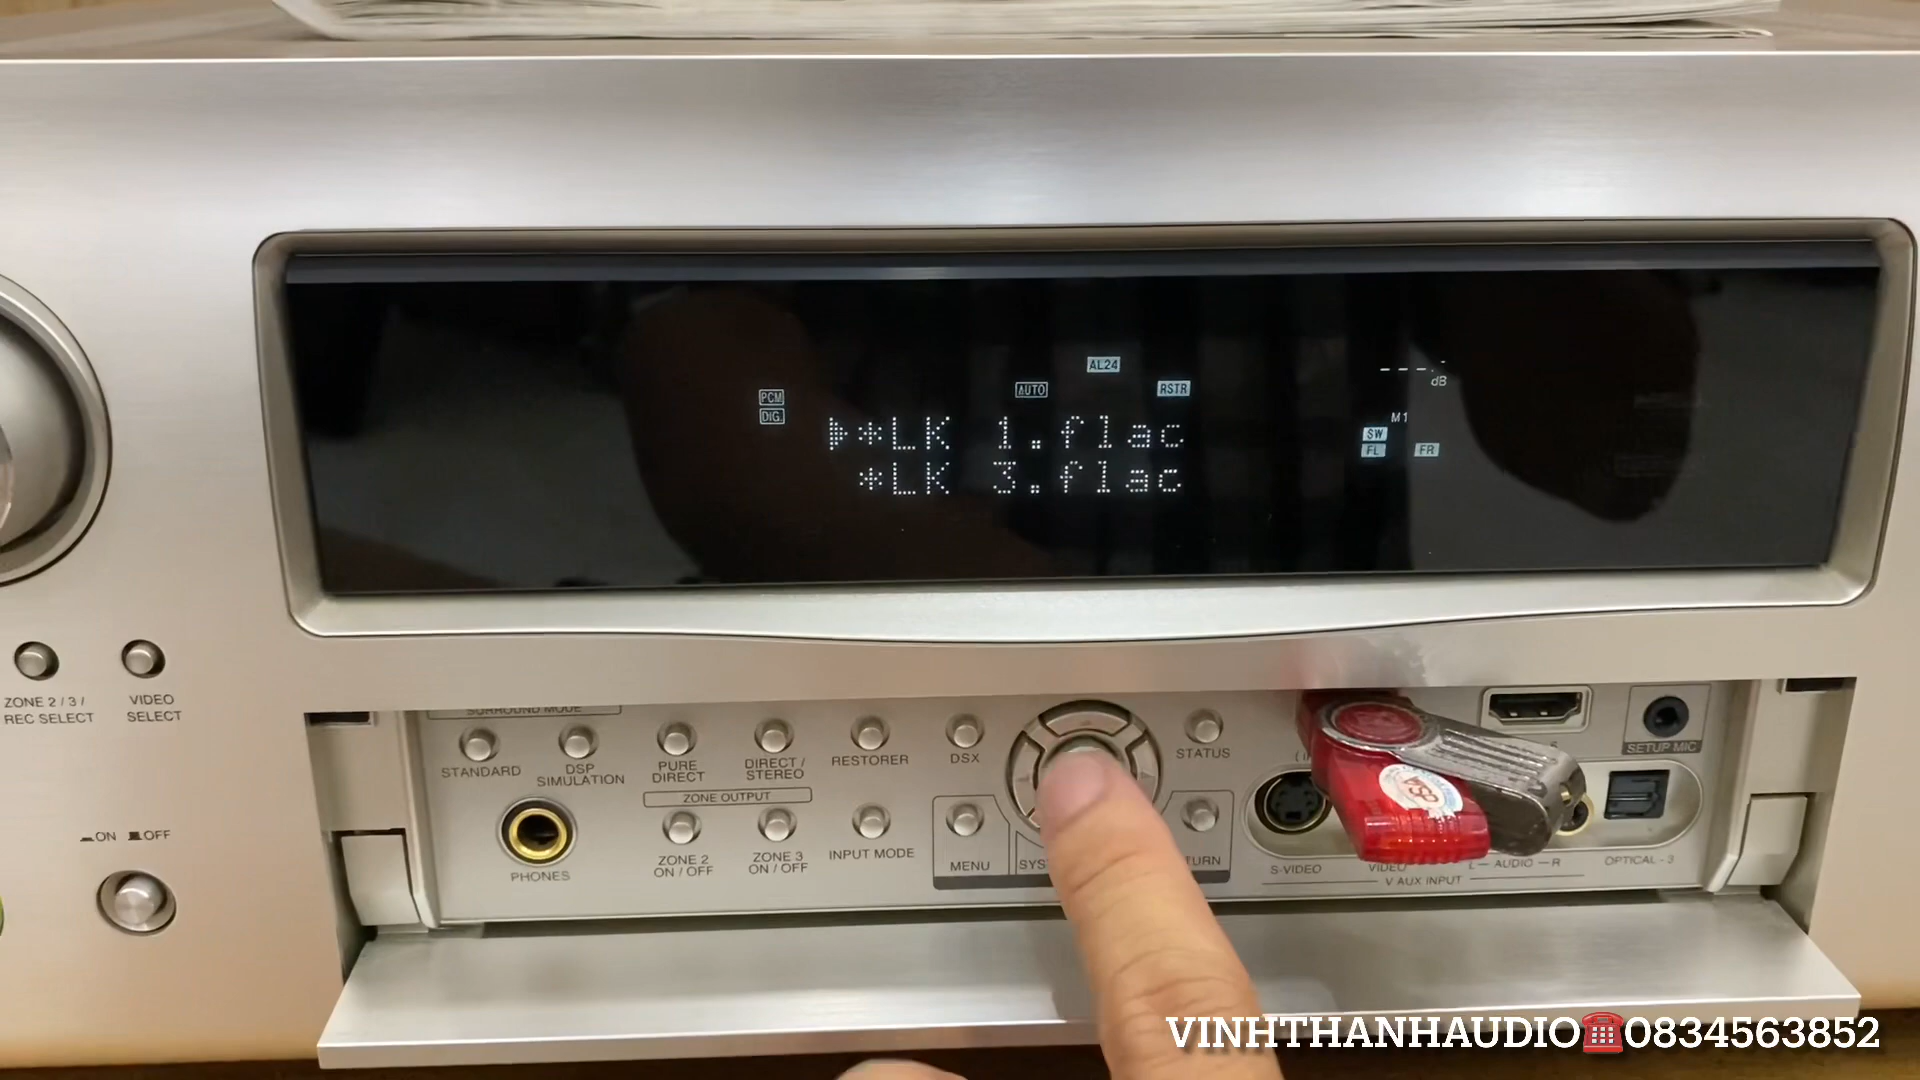 AL24
AUTO
RSTR
PCM
DIG.
dB
*LK 1.flac
*LK 3.flac
M1
SW
FL
FR
ZONE 2 / 3 /
REC SELECT
VIDEO
SELECT
SURROUND MODE
STANDARD
DSP
SIMULATION
PURE
DIRECT
DIRECT /
STEREO
RESTORER
DSX
STATUS
SETUP MIC
ZONE OUTPUT
ON
OFF
PHONES
ZONE 2
ON / OFF
ZONE 3
ON / OFF
INPUT MODE
MENU
S-VIDEO
VIDEO
L - AUDIO - R
OPTICAL - 3
V AUX INPUT
VINHTHANHAUDIO☎️0834563852